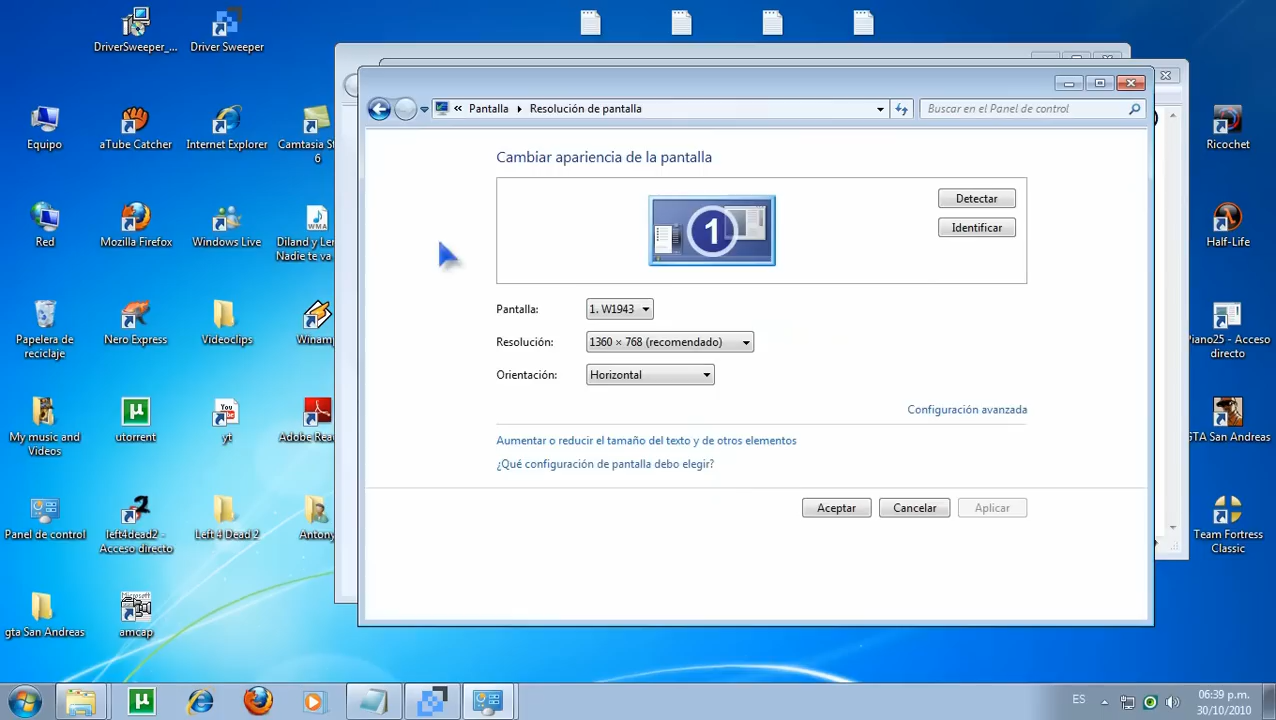 DriverSweeper_...
Driver Sweeper
Equipo
aTube Catcher
Internet Explorer
Camtasia St
6
Red
Mozilla Firefox
Windows Live
Diland y Ler
Nadie te va
Papelera de
reciclaje
Nero Express
Videoclips
Winamp
My music and
Videos
utorrent
yt
Adobe Rea
Panel de control
left4dead2 -
Acceso directo
Left 4 Dead 2
Antony
gta San Andreas
amcap
« Pantalla ▸ Resolución de pantalla
Buscar en el Panel de control
Cambiar apariencia de la pantalla
1
Detectar
Identificar
Pantalla: 1. W1943
Resolución: 1360 × 768 (recomendado)
Orientación: Horizontal
Configuración avanzada
Aumentar o reducir el tamaño del texto y de otros elementos
¿Qué configuración de pantalla debo elegir?
Aceptar Cancelar Aplicar
Ricochet
Half-Life
Piano25 - Acceso
directo
GTA San Andreas
Team Fortress
Classic
ES
06:39 p.m.
30/10/2010